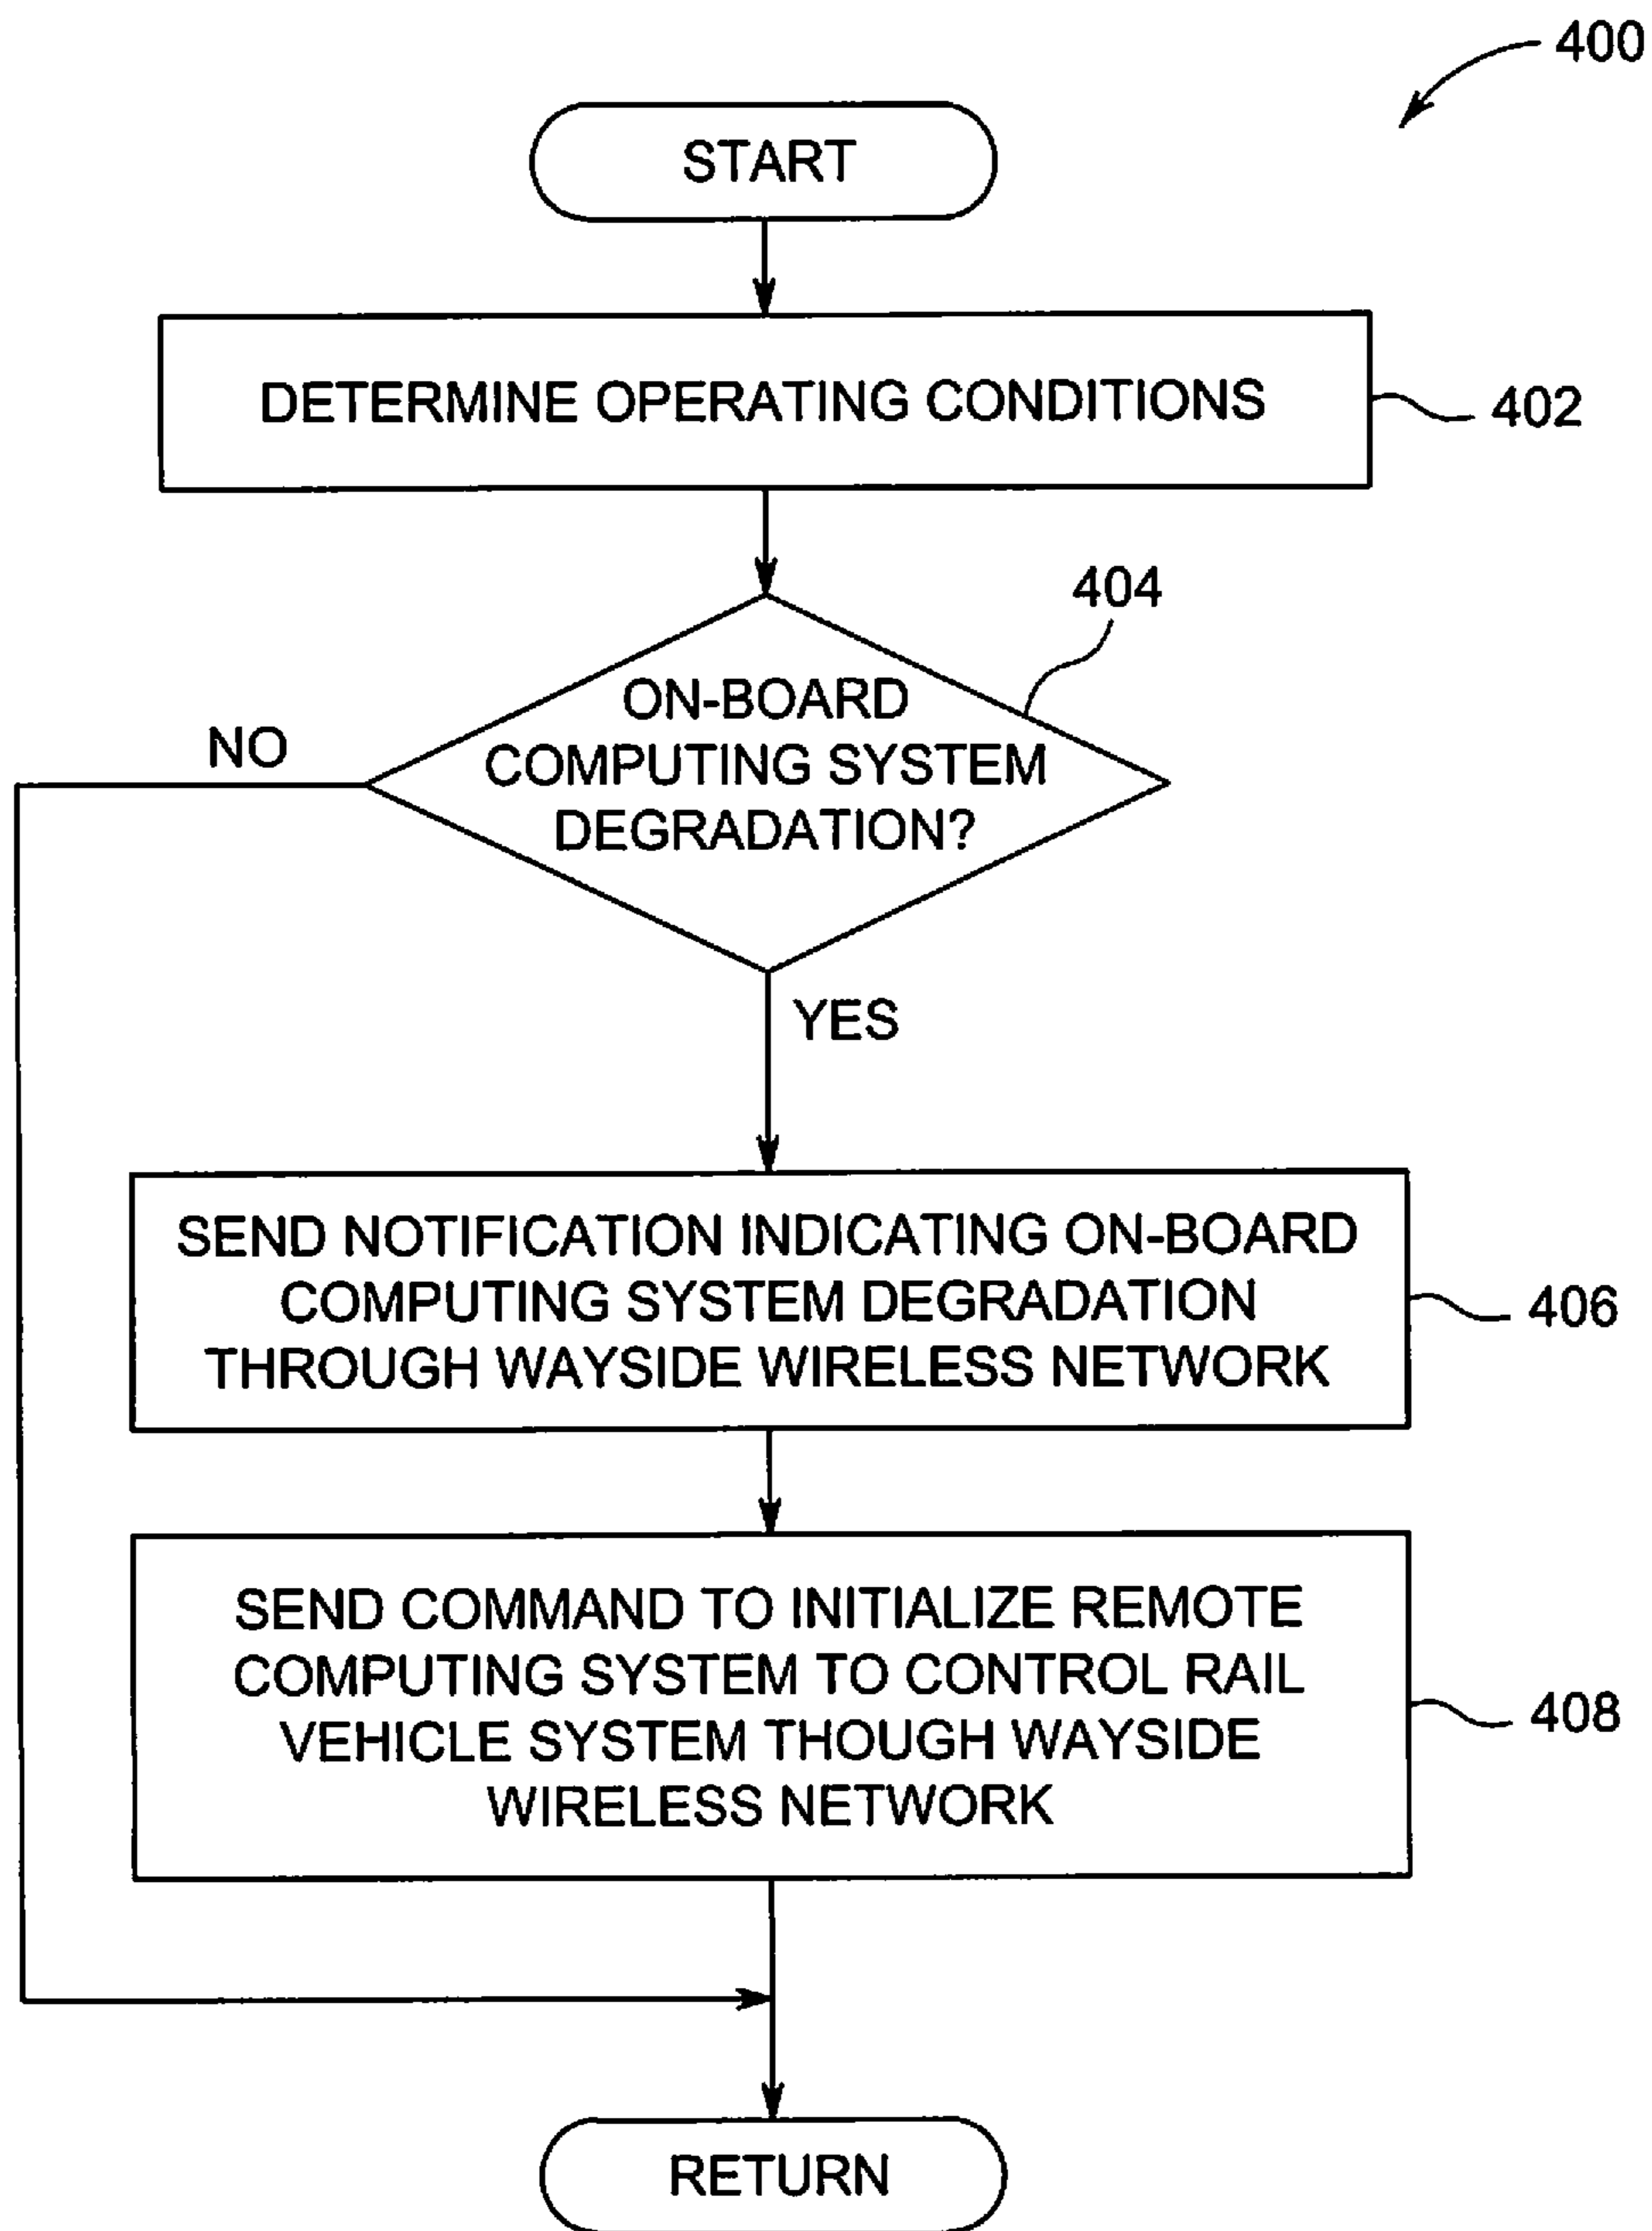 400
START
DETERMINE OPERATING CONDITIONS
402
404
ON-BOARD
COMPUTING SYSTEM
DEGRADATION?
NO
YES
SEND NOTIFICATION INDICATING ON-BOARD
COMPUTING SYSTEM DEGRADATION
THROUGH WAYSIDE WIRELESS NETWORK
406
SEND COMMAND TO INITIALIZE REMOTE
COMPUTING SYSTEM TO CONTROL RAIL
VEHICLE SYSTEM THOUGH WAYSIDE
WIRELESS NETWORK
408
RETURN